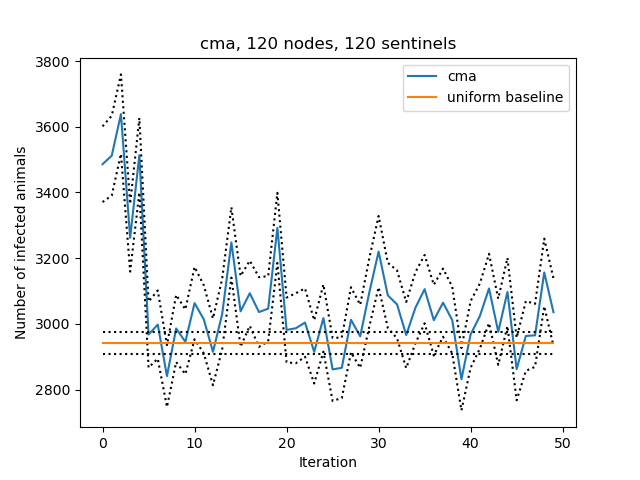 cma, 120 nodes, 120 sentinels
cma
uniform baseline
Number of infected animals
3800
3600
3400
3200
3000
2800
0 10 20 30 40 50
Iteration